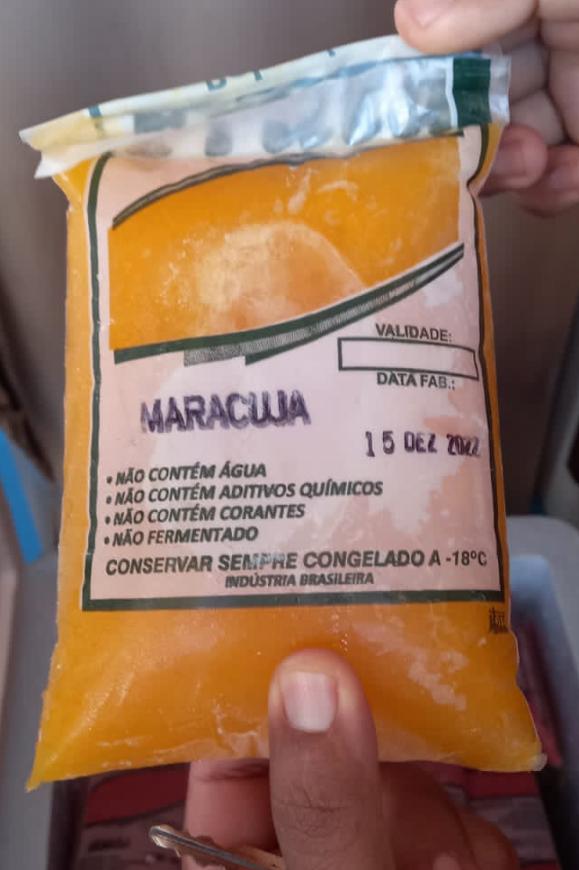 VALIDADE:
DATA FAB.:
MARACUJA
15 DEZ 2022
• NÃO CONTÉM ÁGUA
• NÃO CONTÉM ADITIVOS QUÍMICOS
• NÃO CONTÉM CORANTES
• NÃO FERMENTADO
CONSERVAR SEMPRE CONGELADO A -18ºC
INDÚSTRIA BRASILEIRA